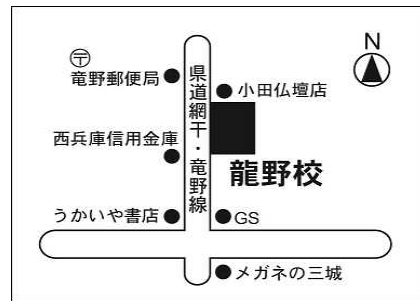 〒
竜野郵便局
N
県道網干・竜野線
小田仏壇店
西兵庫信用金庫
龍野校
うかいや書店
GS
メガネの三城